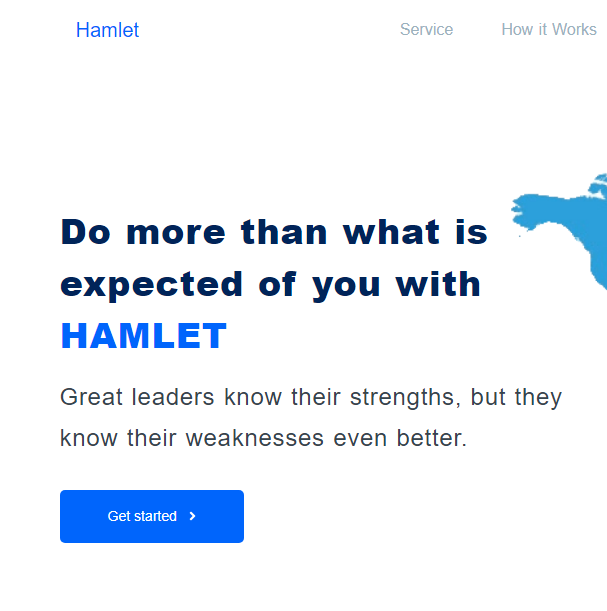 Hamlet
Service
How it Works
Do more than what is
expected of you with
HAMLET
Great leaders know their strengths, but they
know their weaknesses even better.
Get started